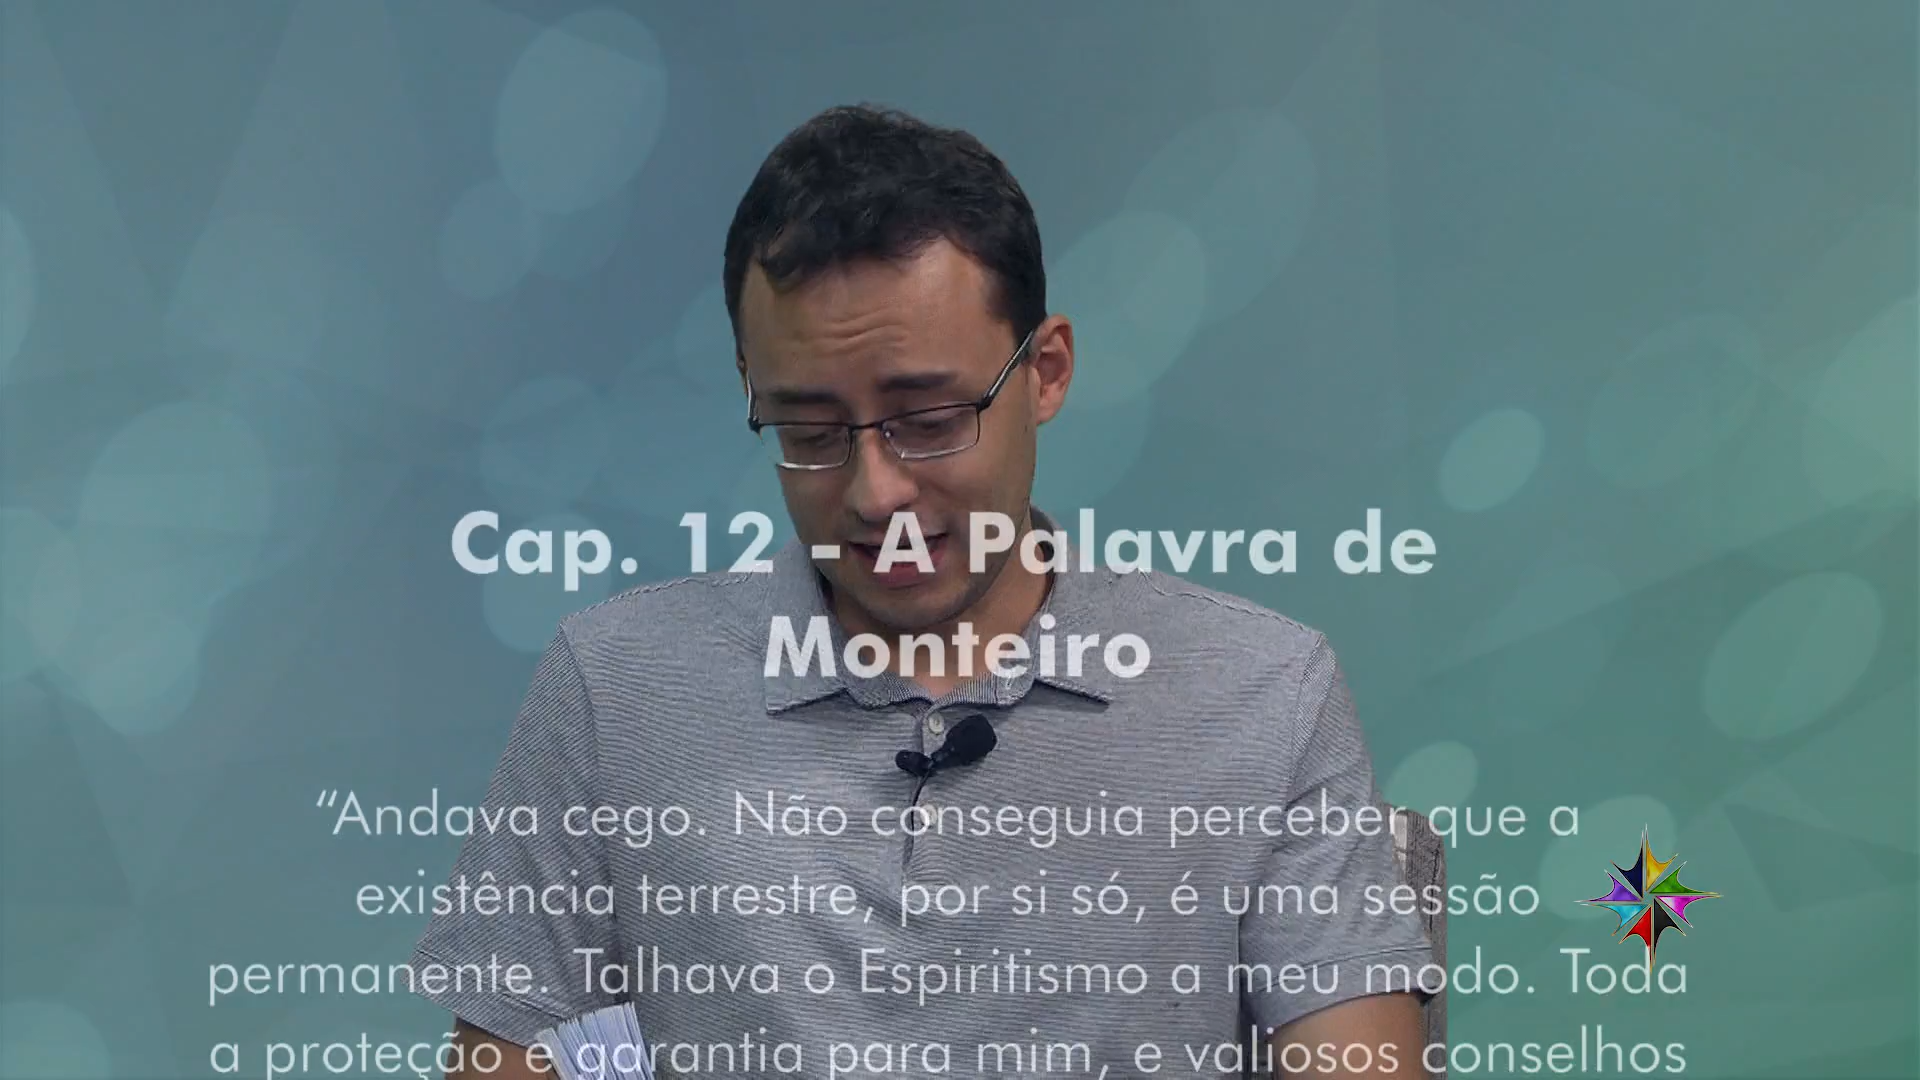 Cap. 12 - A Palavra de
Monteiro
“Andava cego. Não conseguia perceber que a
existência terrestre, por si só, é uma sessão
permanente. Talhava o Espiritismo a meu modo. Toda
a proteção e garantia para mim, e valiosos conselhos